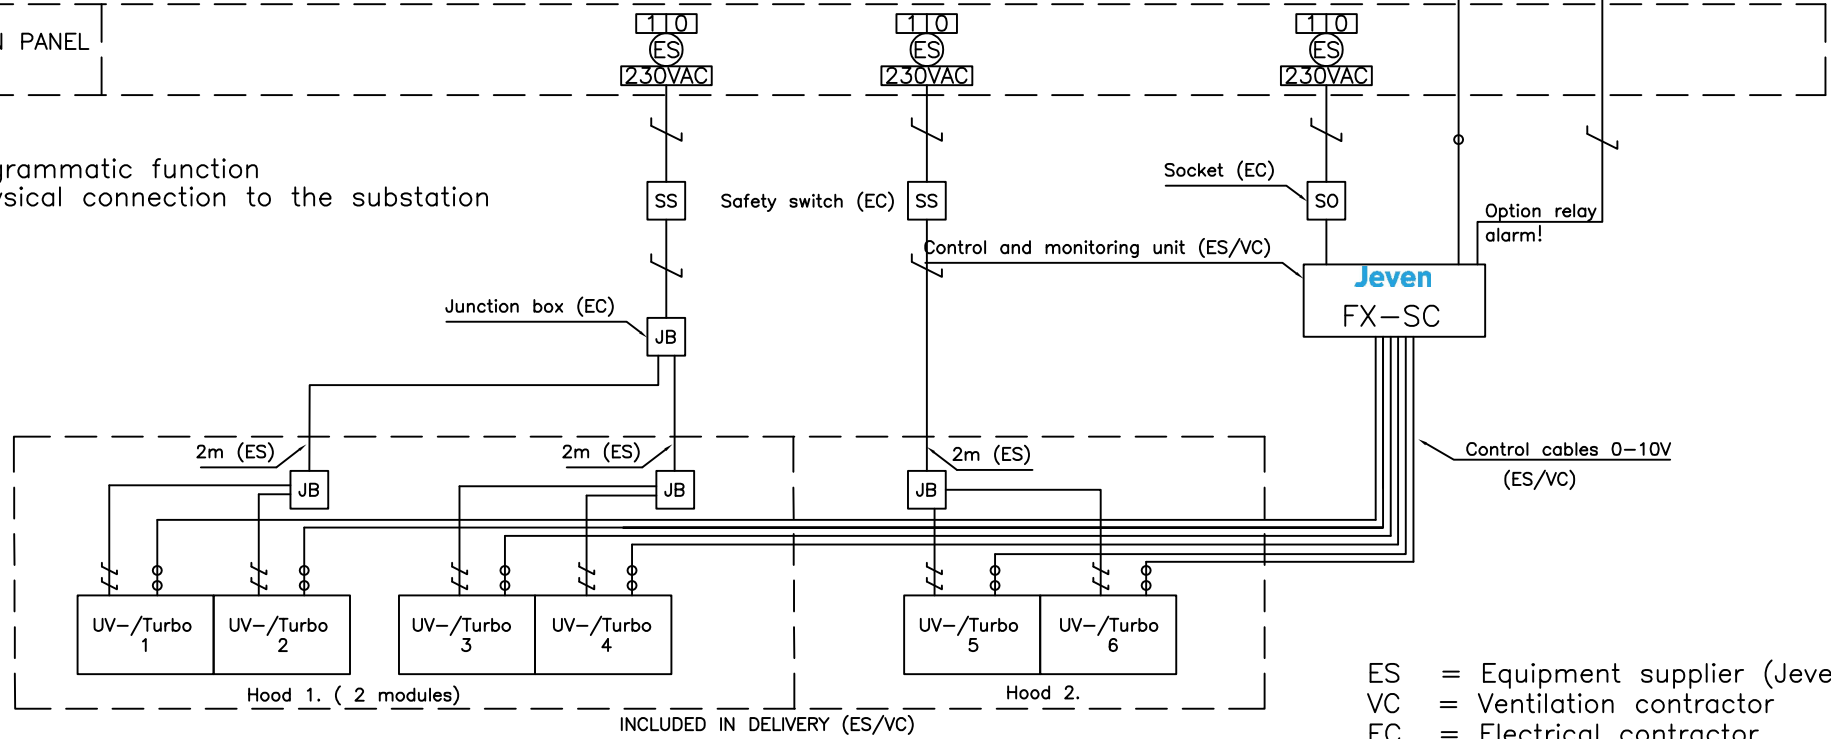 1 0
1 0
1 0
PANEL
ES
ES
ES
230VAC
230VAC
230VAC
function
connection to the substation
SS
Safety switch (EC)
SS
Socket (EC)
SO
Option relay
alarm!
Control and monitoring unit (ES/VC)
Jeven
FX-SC
Junction box (EC)
JB
2m (ES)
2m (ES)
2m (ES)
Control cables 0-10V
(ES/VC)
JB
JB
JB
UV-/Turbo
1
UV-/Turbo
2
UV-/Turbo
3
UV-/Turbo
4
UV-/Turbo
5
UV-/Turbo
6
Hood 1. ( 2 modules)
Hood 2.
INCLUDED IN DELIVERY (ES/VC)
ES = Equipment supplier (Jeve
VC = Ventilation contractor
EC = Electrical contractor